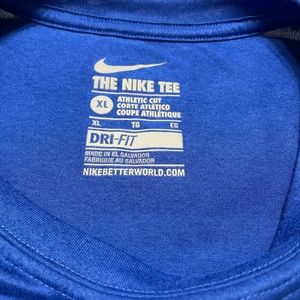 THE NIKE TEE
XL
ATHLETIC CUT
CORTE ATLÉTICO
COUPE ATHLÉTIQUE
XL TG EG
DRI-FIT
MADE IN EL SALVADOR
FABRIQUÉ AU SALVADOR
NIKEBETTERWORLD.COM